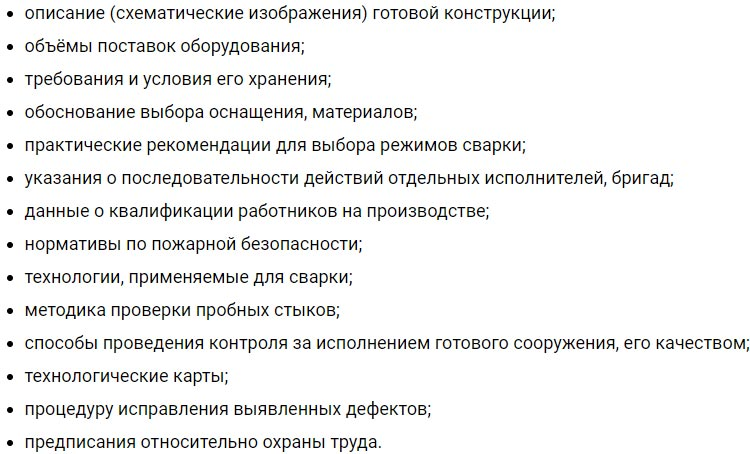 • описание (схематические изображения) готовой конструкции;
• объёмы поставок оборудования;
• требования и условия его хранения;
• обоснование выбора оснащения, материалов;
• практические рекомендации для выбора режимов сварки;
• указания о последовательности действий отдельных исполнителей, бригад;
• данные о квалификации работников на производстве;
• нормативы по пожарной безопасности;
• технологии, применяемые для сварки;
• методика проверки пробных стыков;
• способы проведения контроля за исполнением готового сооружения, его качеством;
• технологические карты;
• процедуру исправления выявленных дефектов;
• предписания относительно охраны труда.